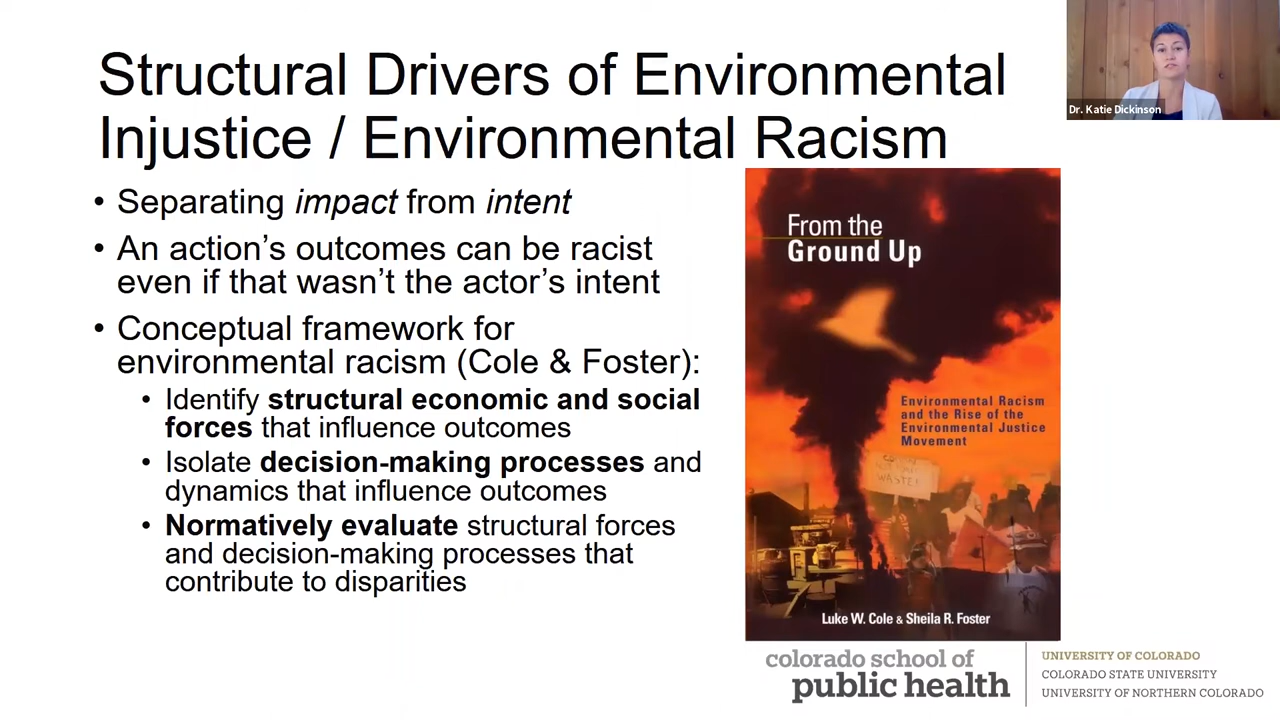 Structural Drivers of Environmental
Injustice / Environmental Racism
Dr. Katie Dickinson
• Separating impact from intent
• An action's outcomes can be racist
even if that wasn't the actor's intent
• Conceptual framework for
environmental racism (Cole & Foster):
• Identify structural economic and social
forces that influence outcomes
• Isolate decision-making processes and
dynamics that influence outcomes
• Normatively evaluate structural forces
and decision-making processes that
contribute to disparities
From the
Ground Up
Environmental Racism
and the Rise of the
Environmental Justice
Movement
WASTE!
Luke W. Cole & Sheila R. Foster
colorado school of
public health
UNIVERSITY OF COLORADO
COLORADO STATE UNIVERSITY
UNIVERSITY OF NORTHERN COLORADO